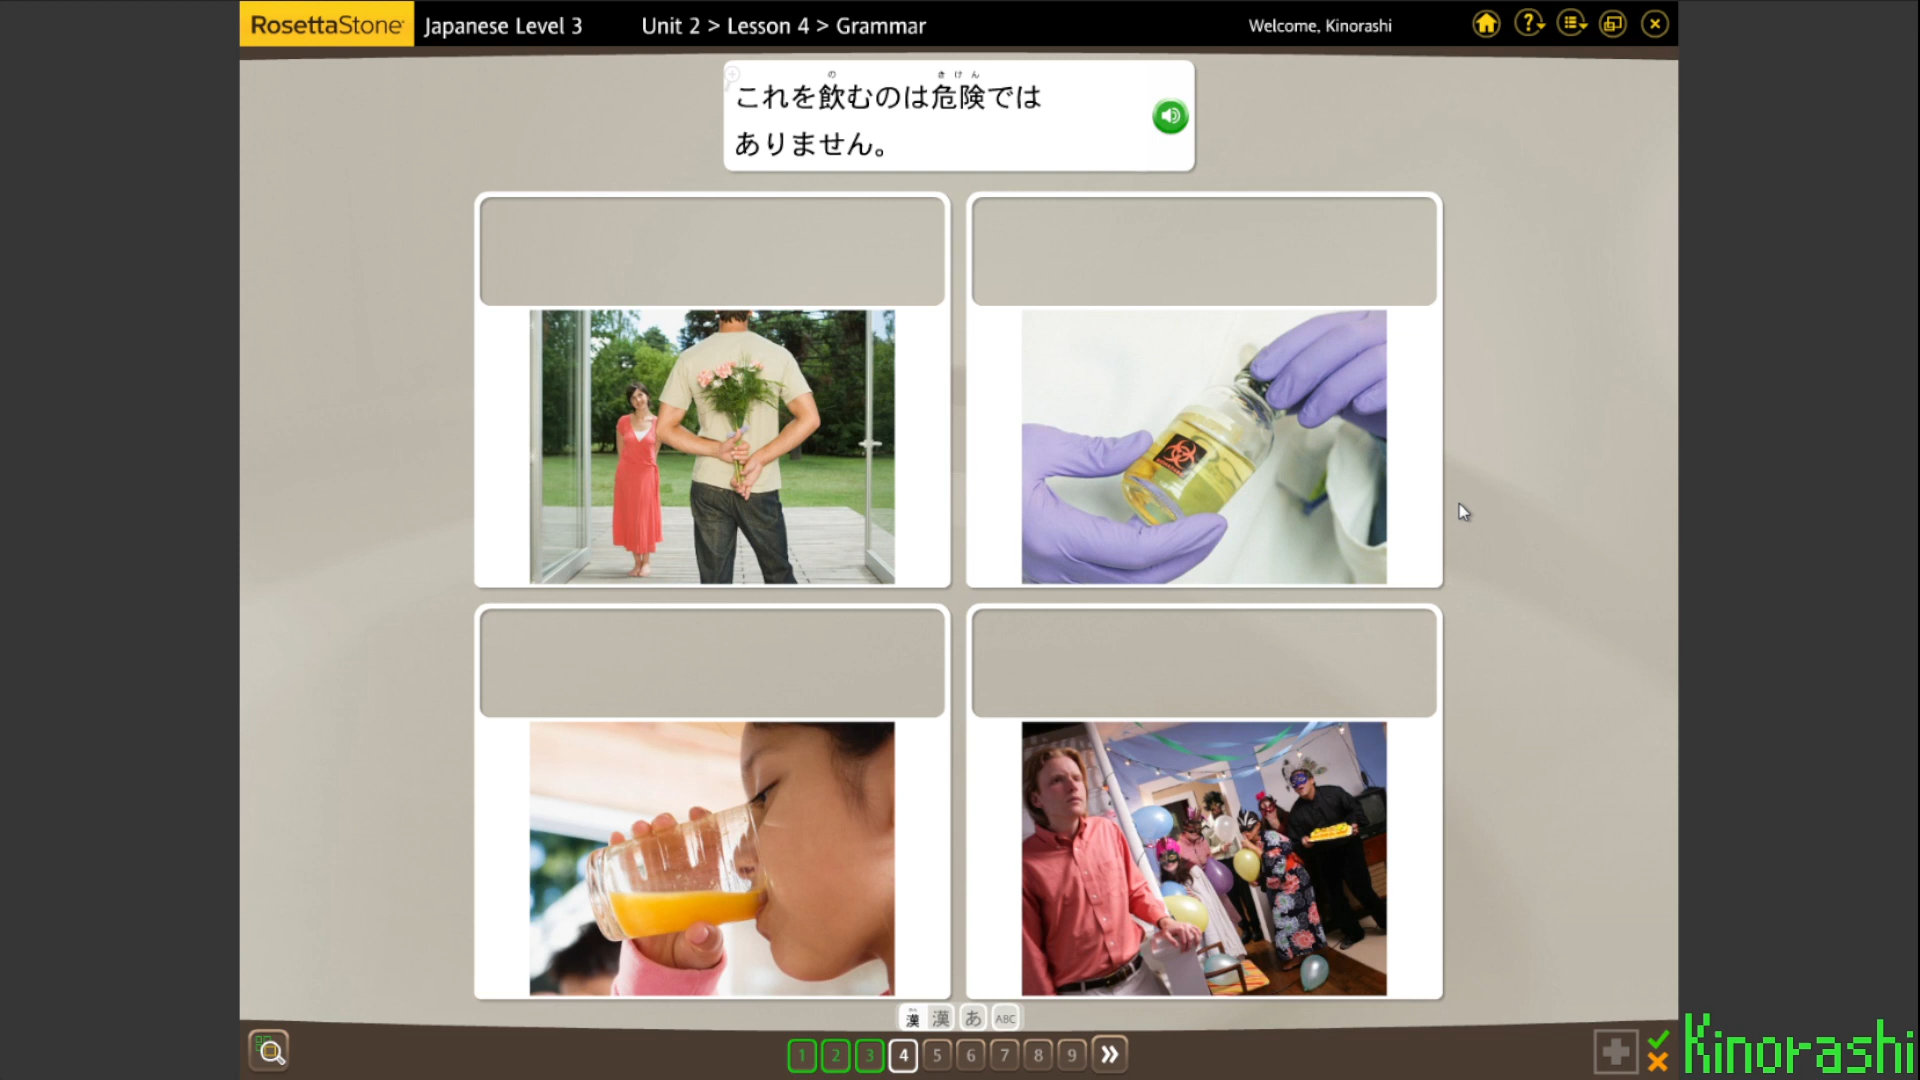 RosettaStone
Japanese Level 3
Unit 2 > Lesson 4 > Grammar
Welcome, Kinorashi
の きけん
これを飲むのは危険では
ありません。
漢 漢 あ ABC
1 2 3 4 5 6 7 8 9
Kinorashi